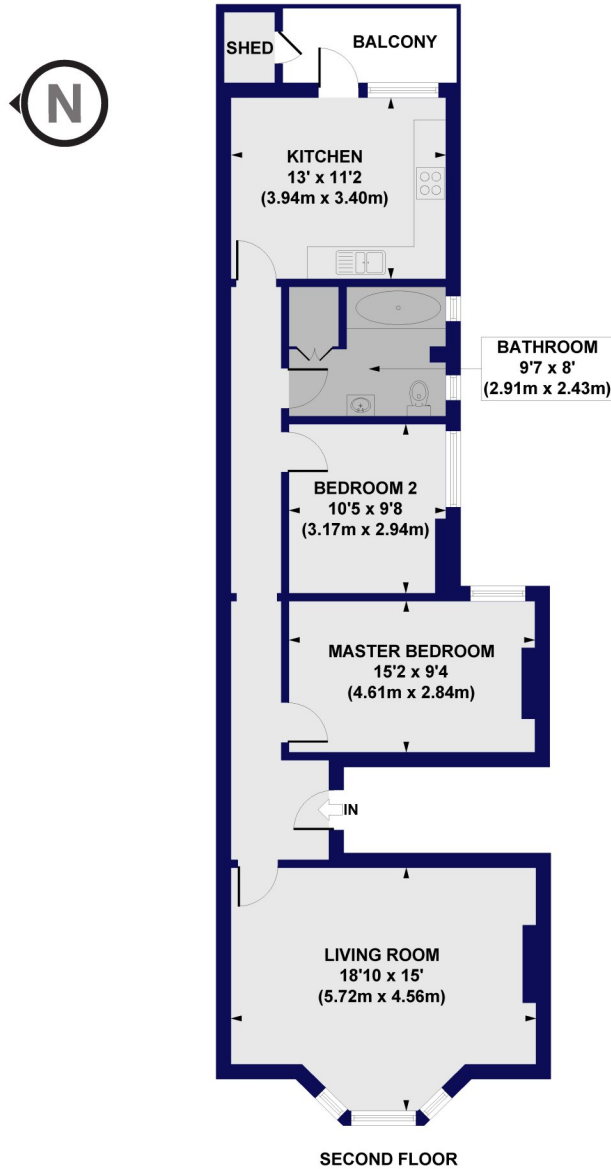 SHED
BALCONY
N
KITCHEN
13' x 11'2
(3.94m x 3.40m)
BATHROOM
9'7 x 8'
(2.91m x 2.43m)
BEDROOM 2
10'5 x 9'8
(3.17m x 2.94m)
MASTER BEDROOM
15'2 x 9'4
(4.61m x 2.84m)
IN
LIVING ROOM
18'10 x 15'
(5.72m x 4.56m)
SECOND FLOOR